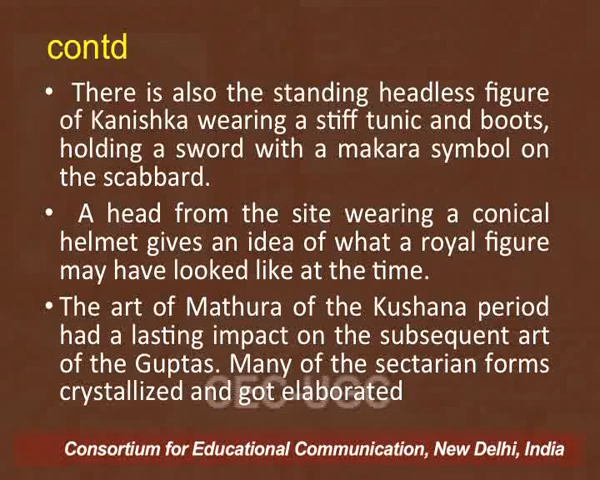 contd
• There is also the standing headless figure
of Kanishka wearing a stiff tunic and boots,
holding a sword with a makara symbol on
the scabbard.
• A head from the site wearing a conical
helmet gives an idea of what a royal figure
may have looked like at the time.
• The art of Mathura of the Kushana period
had a lasting impact on the subsequent art
of the Guptas. Many of the sectarian forms
crystallized and got elaborated
CEC-UGC
Consortium for Educational Communication, New Delhi, India